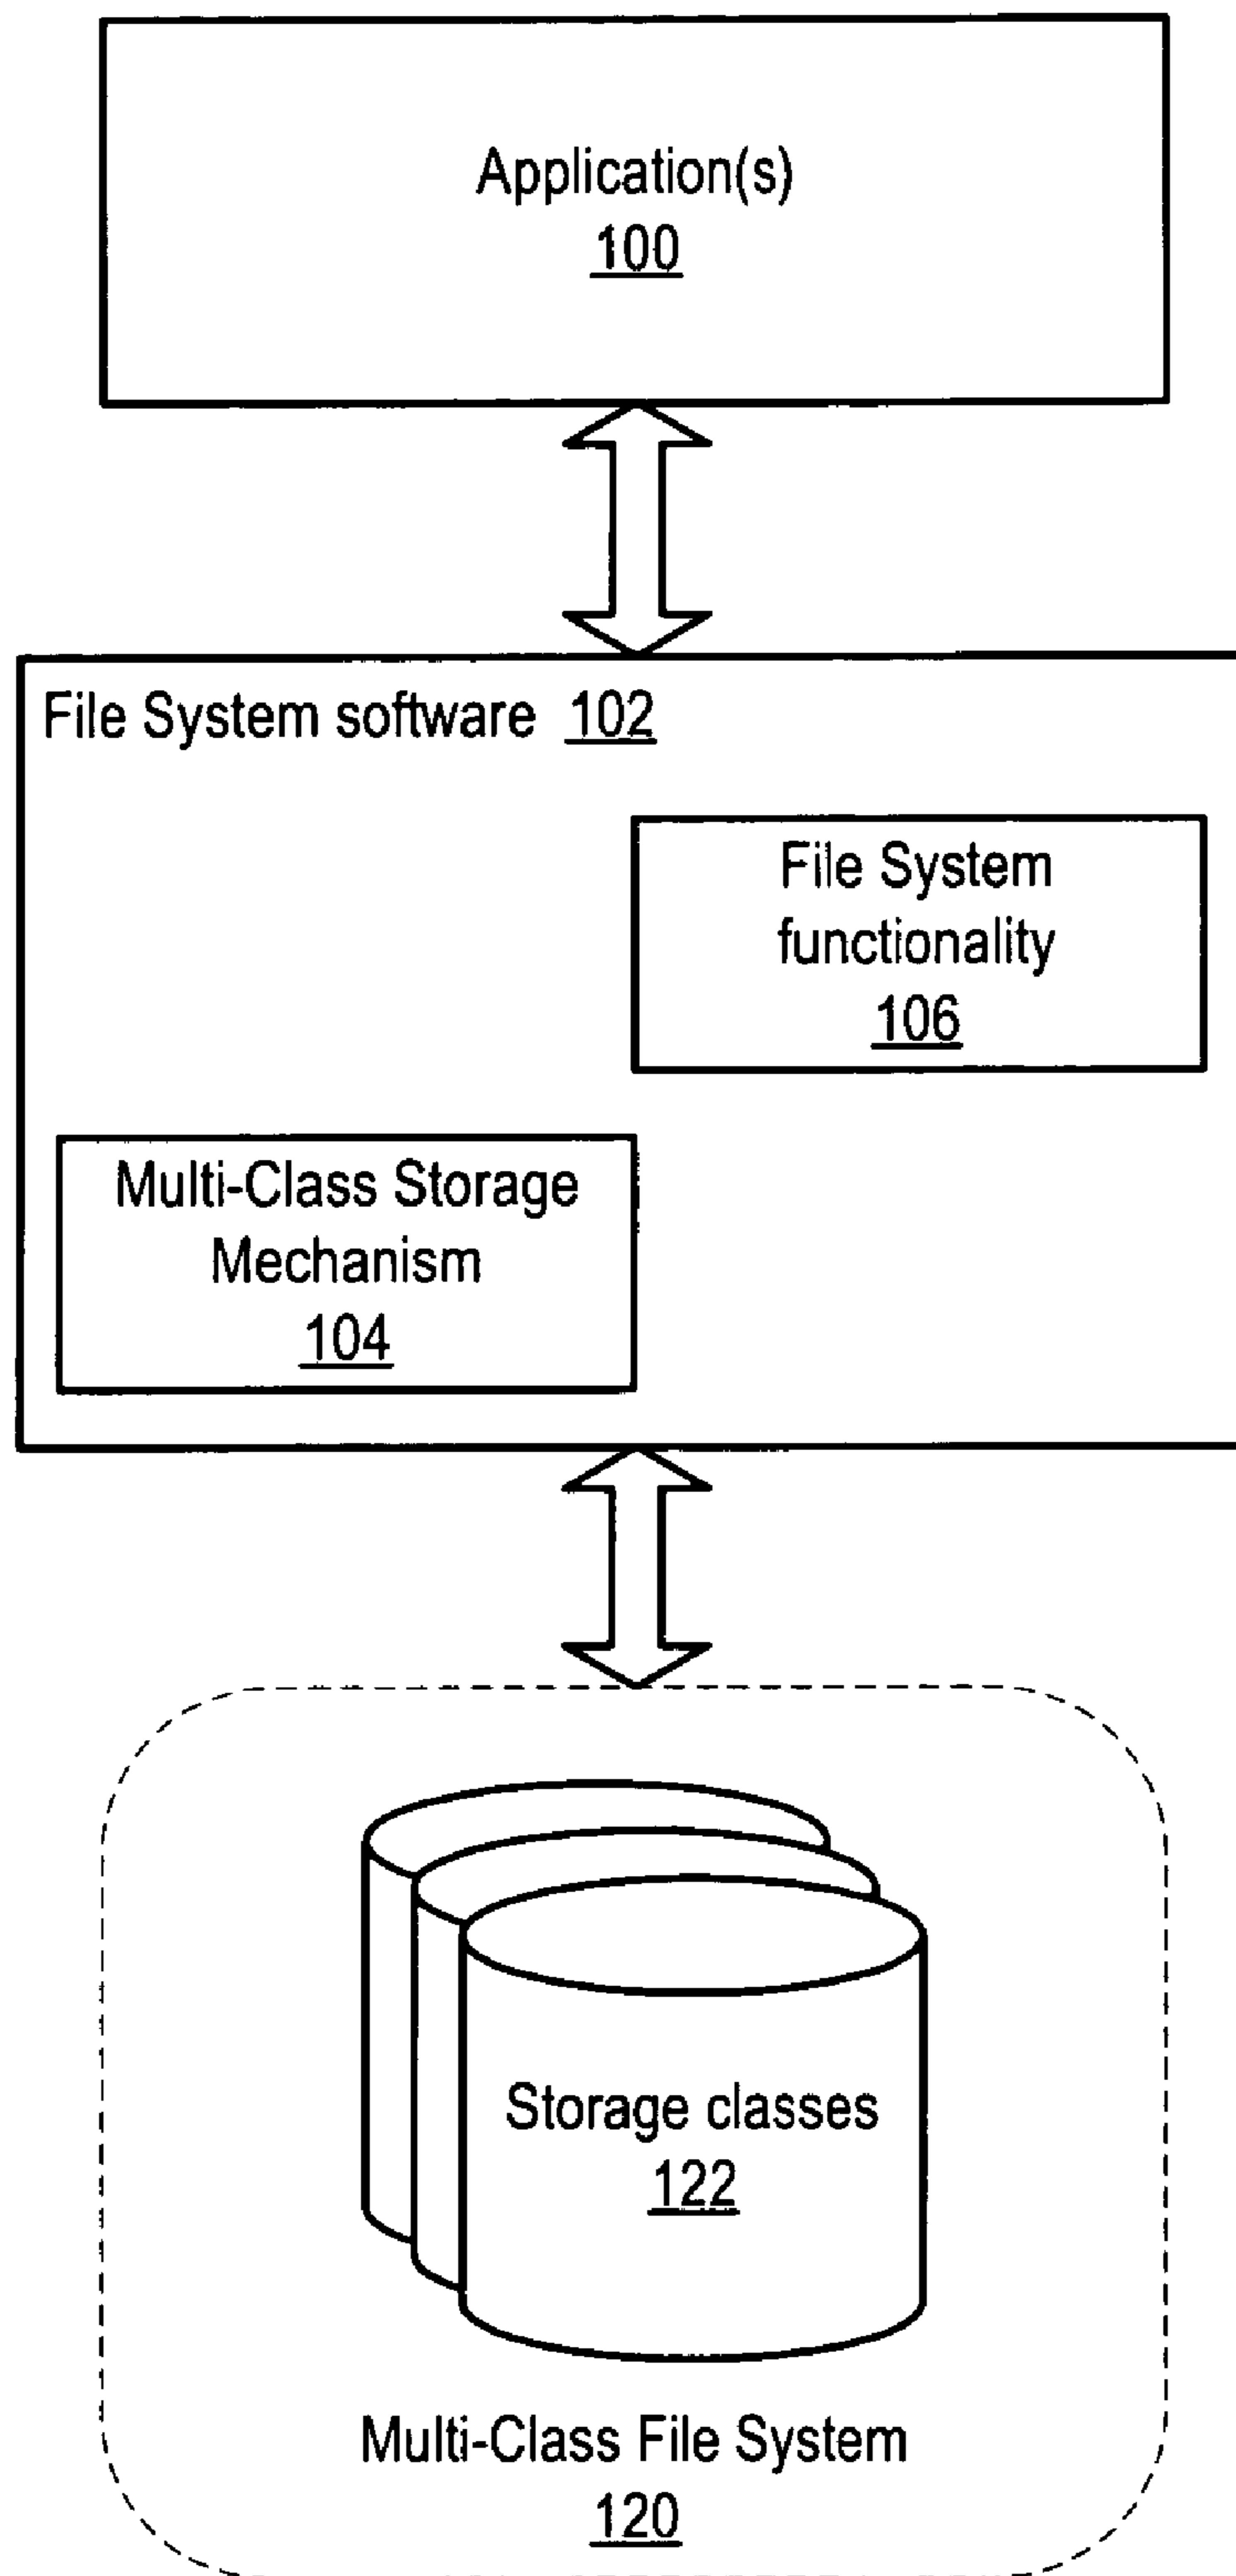 Application(s)
100
File System software 102
File System
functionality
106
Multi-Class Storage
Mechanism
104
Storage classes
122
Multi-Class File System
120